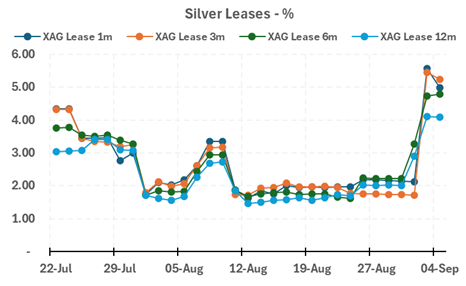 Silver Leases - %
XAG Lease 1m XAG Lease 3m XAG Lease 6m XAG Lease 12m
6.00
5.00
4.00
3.00
2.00
1.00
-
22-Jul 29-Jul 05-Aug 12-Aug 19-Aug 27-Aug 04-Sep